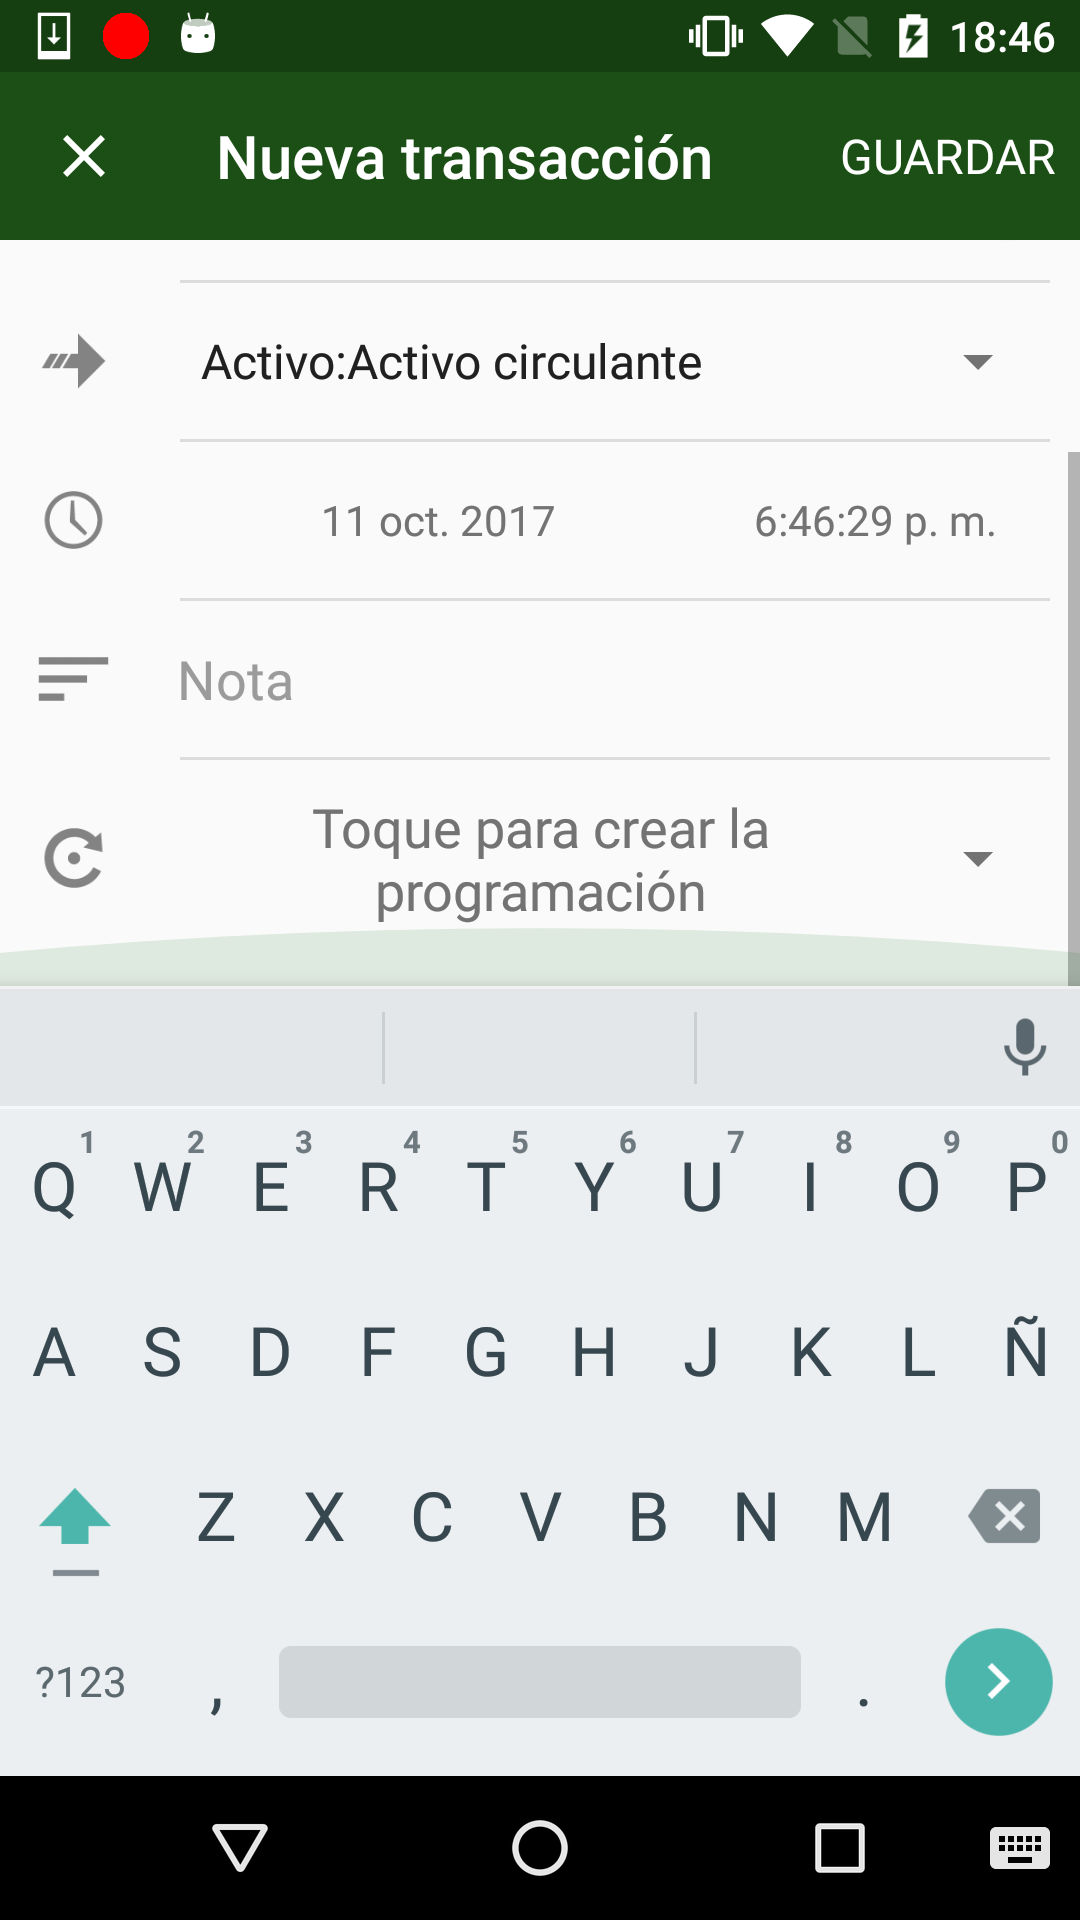 18:46
Nueva transacción GUARDAR
Activo:Activo circulante
11 oct. 2017 6:46:29 p. m.
Nota
Toque para crear la
programación
1 2 3 4 5 6 7 8 9 0
Q W E R T Y U I O P
A S D F G H J K L Ñ
Z X C V B N M
?123 , .